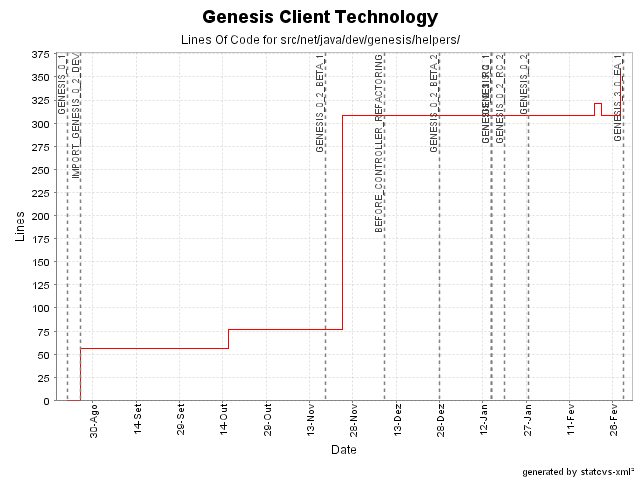 Genesis Client Technology
Lines Of Code for src/net/java/dev/genesis/helpers/
Lines
375
350
325
300
275
250
225
200
175
150
125
100
75
50
25
0
GENESIS_0_1
IMPORT_GENESIS_0_2_DEV
GENESIS_0_2_BETA_1
BEFORE_CONTROLLER_REFACTORING
GENESIS_0_2_BETA_2
GENESIS_0_2_RC_2
GENESIS_0_2
GENESIS_3_0_EA_1
30-Ago
14-Set
29-Set
14-Out
29-Out
13-Nov
28-Nov
13-Dez
28-Dez
12-Jan
27-Jan
11-Fev
26-Fev
Date
generated by statcvs-xml²